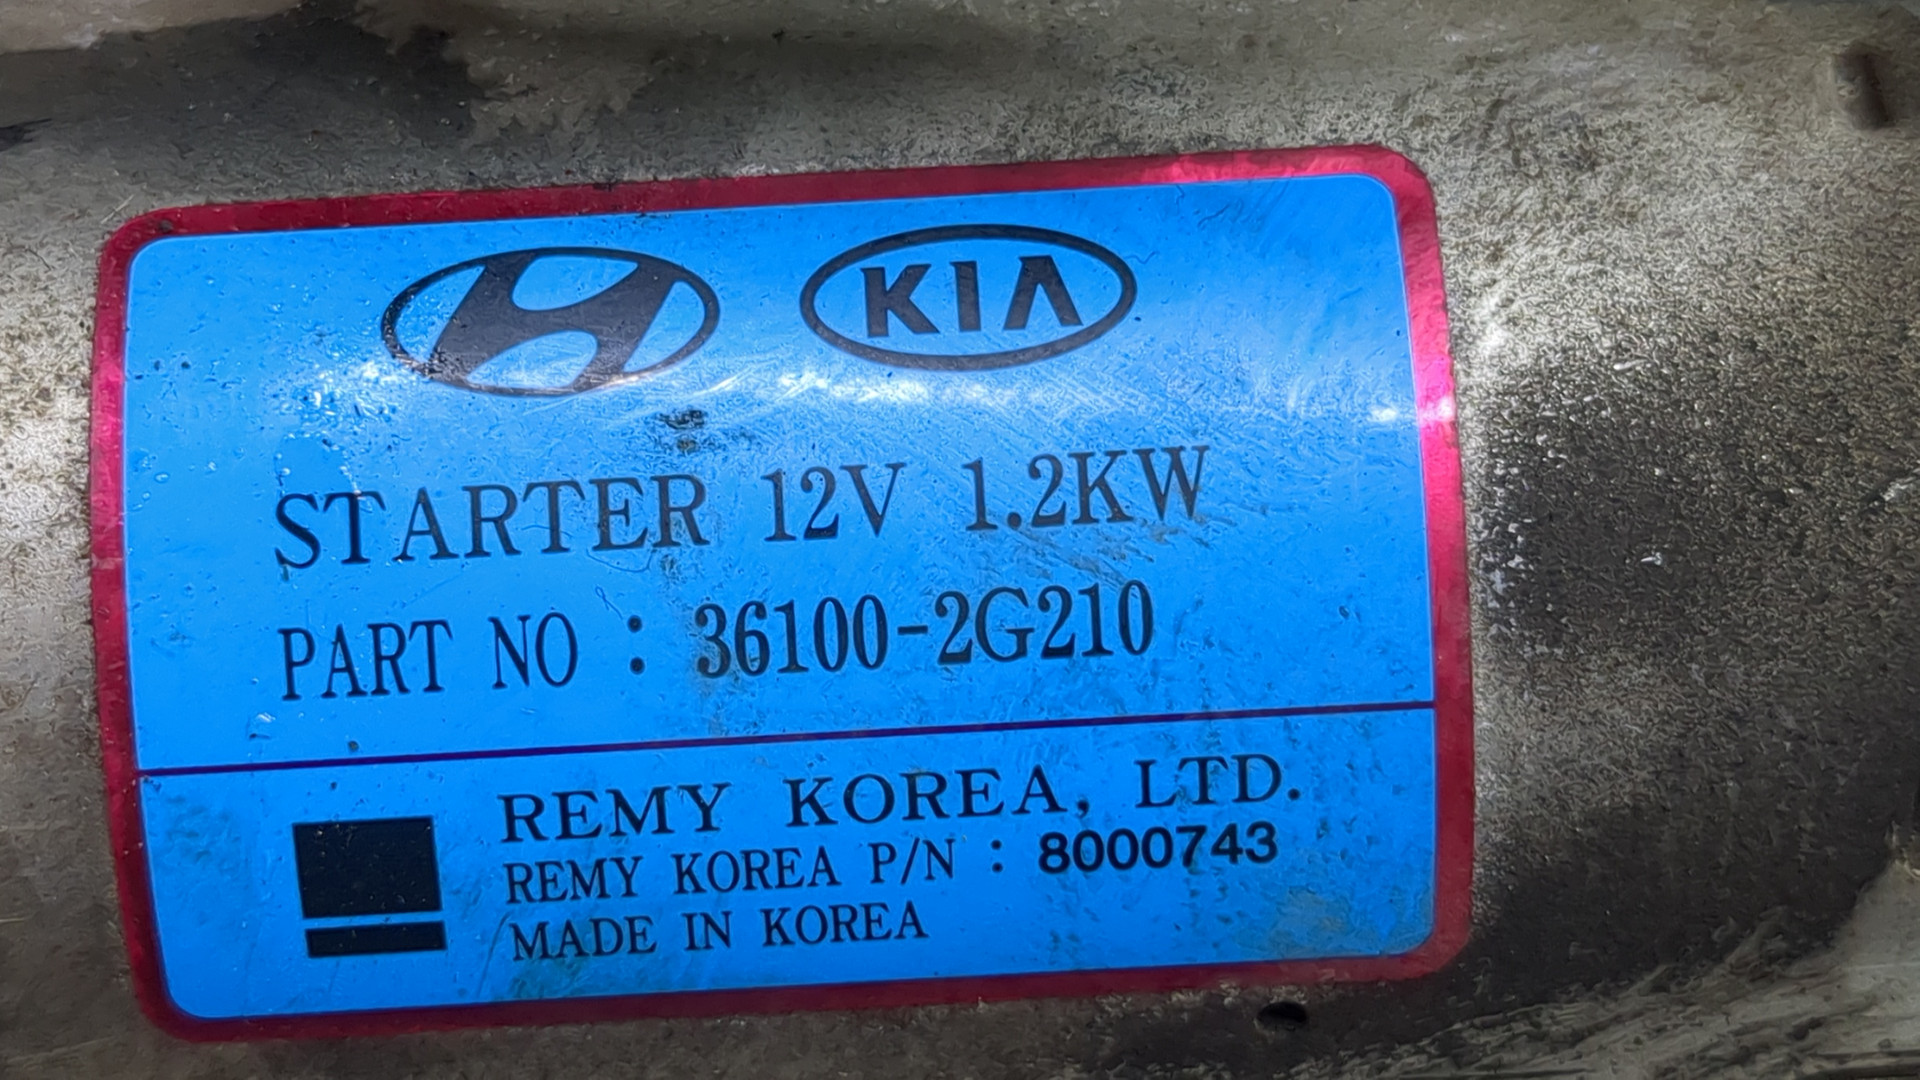 KIA
STARTER 12V 1.2KW
PART NO : 36100-2G210
REMY KOREA, LTD.
REMY KOREA P/N : 8000743
MADE IN KOREA